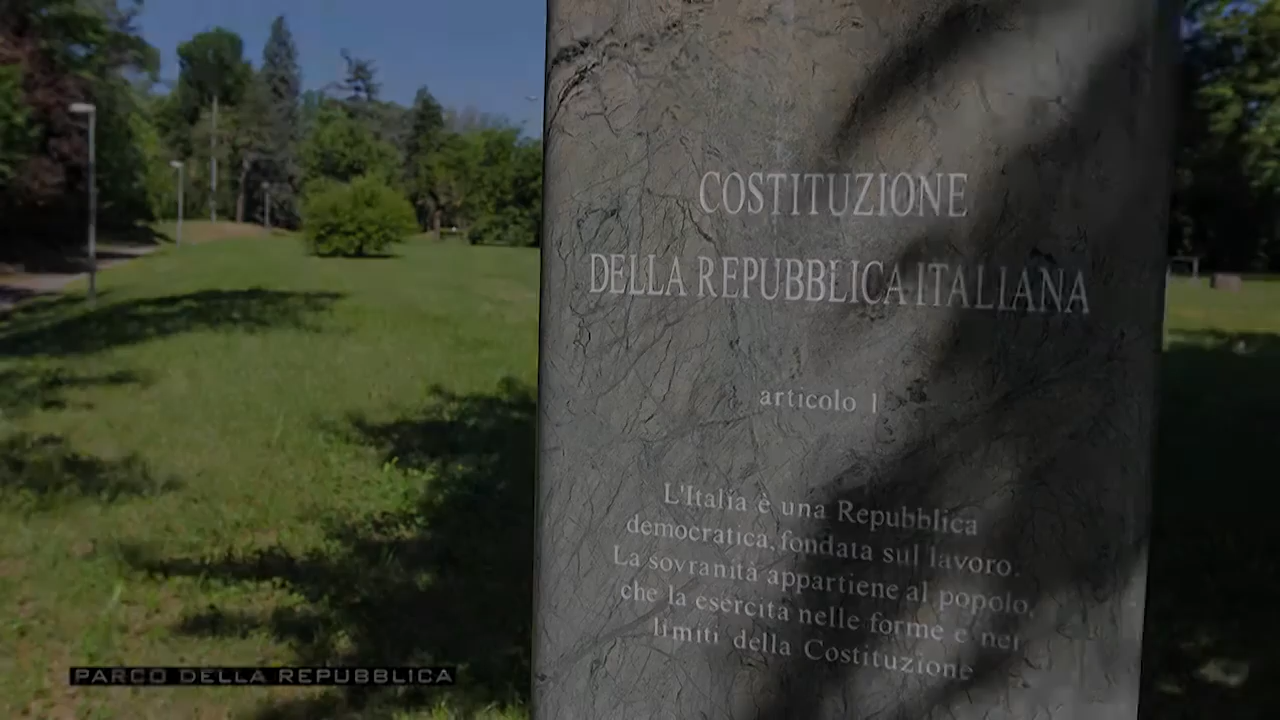 COSTITUZIONE
DELLA REPUBBLICA ITALIANA
articolo 1
L'Italia è una Repubblica
democratica, fondata sul lavoro.
La sovranità appartiene al popolo,
che la esercita nelle forme e nei
limiti della Costituzione
PARCO DELLA REPUBBLICA